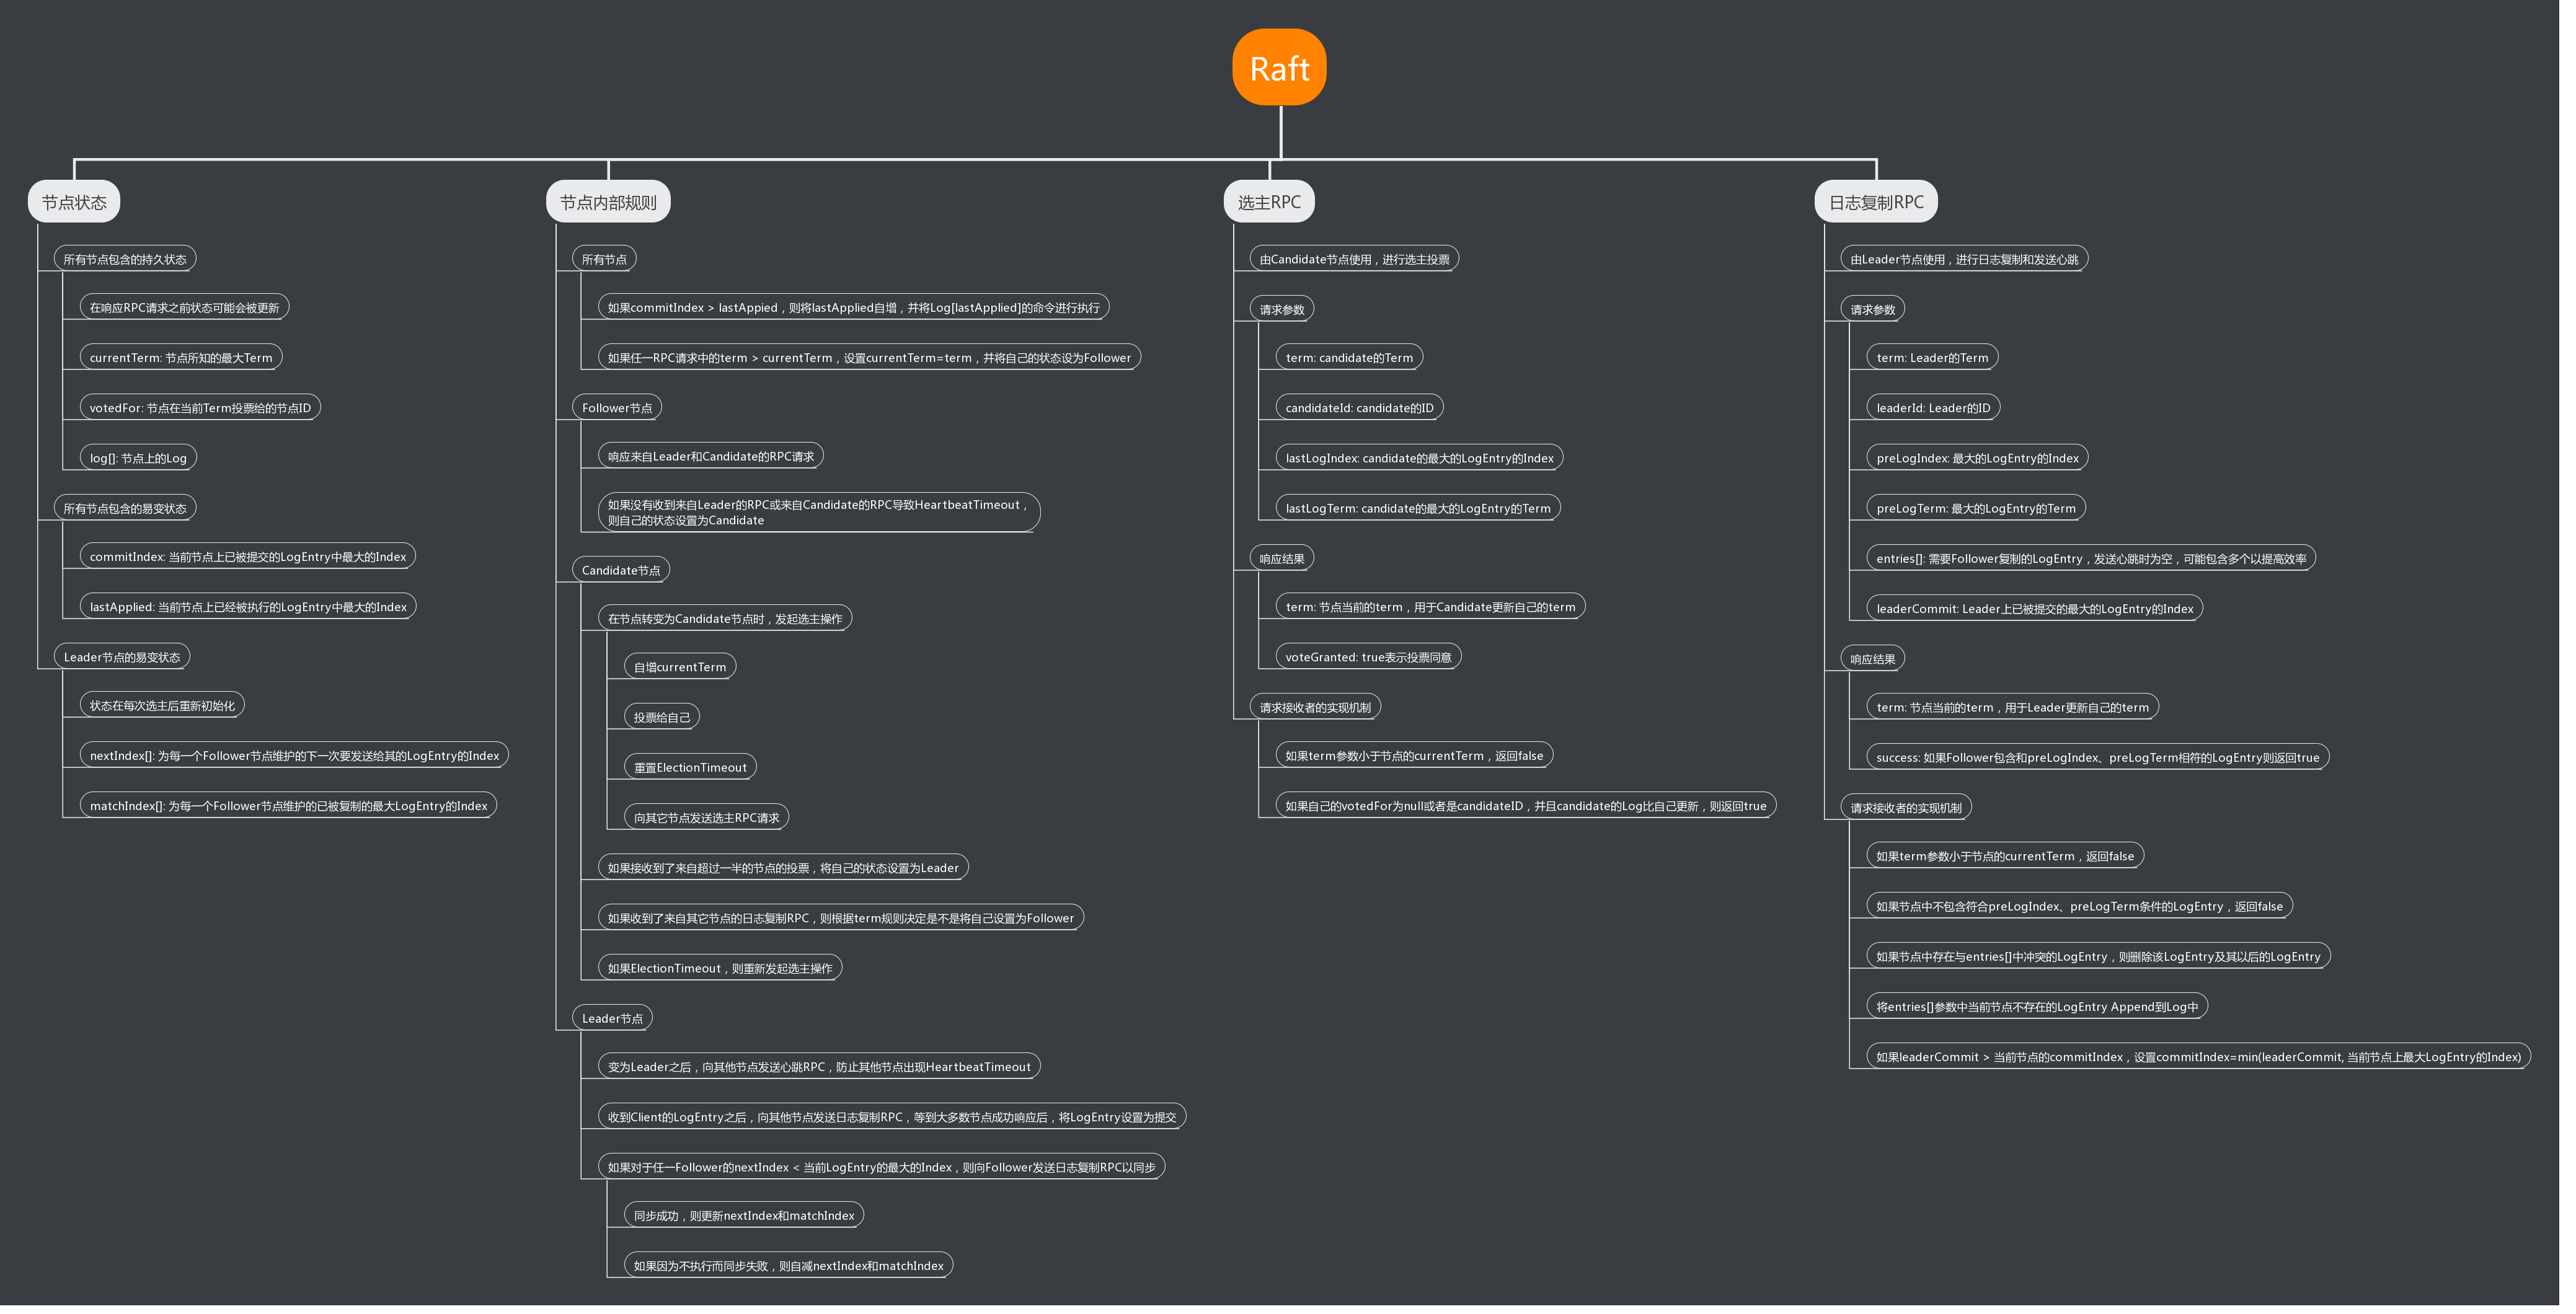 Raft
节点状态
所有节点包含的持久状态
在响应RPC请求之前状态可能会被更新
currentTerm: 节点所知的最大Term
votedFor: 节点在当前Term投票给的节点ID
log[]: 节点上的Log
所有节点包含的易变状态
commitIndex: 当前节点上已被提交的LogEntry中最大的Index
lastApplied: 当前节点上已经被执行的LogEntry中最大的Index
Leader节点的易变状态
状态在每次选主后重新初始化
nextIndex[]: 为每一个Follower节点维护的下一次要发送给其的LogEntry的Index
matchIndex[]: 为每一个Follower节点维护的已被复制的最大LogEntry的Index
节点内部规则
所有节点
如果commitIndex > lastAppied，则将lastApplied自增，并将Log[lastApplied]的命令进行执行
如果任一RPC请求中的term > currentTerm，设置currentTerm=term，并将自己的状态设为Follower
Follower节点
响应来自Leader和Candidate的RPC请求
如果没有收到来自Leader的RPC或来自Candidate的RPC导致HeartbeatTimeout，
则自己的状态设置为Candidate
Candidate节点
在节点转变为Candidate节点时，发起选主操作
自增currentTerm
投票给自己
重置ElectionTimeout
向其它节点发送选主RPC请求
如果接收到了来自超过一半的节点的投票，将自己的状态设置为Leader
如果收到了来自其它节点的日志复制RPC，则根据term规则决定是不是将自己设置为Follower
如果ElectionTimeout，则重新发起选主操作
Leader节点
变为Leader之后，向其他节点发送心跳RPC，防止其他节点出现HeartbeatTimeout
收到Client的LogEntry之后，向其他节点发送日志复制RPC，等到大多数节点成功响应后，将LogEntry设置为提交
如果对于任一Follower的nextIndex < 当前LogEntry的最大的Index，则向Follower发送日志复制RPC以同步
同步成功，则更新nextIndex和matchIndex
如果因为不执行而同步失败，则自减nextIndex和matchIndex
选主RPC
由Candidate节点使用，进行选主投票
请求参数
term: candidate的Term
candidateId: candidate的ID
lastLogIndex: candidate的最大的LogEntry的Index
lastLogTerm: candidate的最大的LogEntry的Term
响应结果
term: 节点当前的term，用于Candidate更新自己的term
voteGranted: true表示投票同意
请求接收者的实现机制
如果term参数小于节点的currentTerm，返回false
如果自己的votedFor为null或者是candidateID，并且candidate的Log比自己更新，则返回true
日志复制RPC
由Leader节点使用，进行日志复制和发送心跳
请求参数
term: Leader的Term
leaderId: Leader的ID
preLogIndex: 最大的LogEntry的Index
preLogTerm: 最大的LogEntry的Term
entries[]: 需要Follower复制的LogEntry，发送心跳时为空，可能包含多个以提高效率
leaderCommit: Leader上已被提交的最大的LogEntry的Index
响应结果
term: 节点当前的term，用于Leader更新自己的term
success: 如果Follower包含和preLogIndex、preLogTerm相符的LogEntry则返回true
请求接收者的实现机制
如果term参数小于节点的currentTerm，返回false
如果节点中不包含符合preLogIndex、preLogTerm条件的LogEntry，返回false
如果节点中存在与entries[]中冲突的LogEntry，则删除该LogEntry及其以后的LogEntry
将entries[]参数中当前节点不存在的LogEntry Append到Log中
如果leaderCommit > 当前节点的commitIndex，设置commitIndex=min(leaderCommit, 当前节点上最大LogEntry的Index)